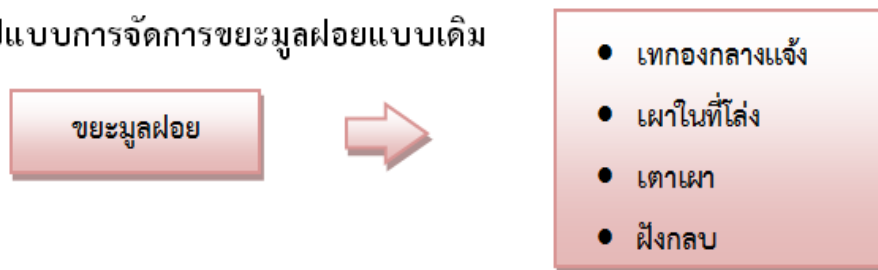 แบบการจัดการขยะมูลฝอยแบบเดิม
ขยะมูลฝอย
• เทกองกลางแจ้ง
• เผาในที่โล่ง
• เตาเผา
• ฝังกลบ